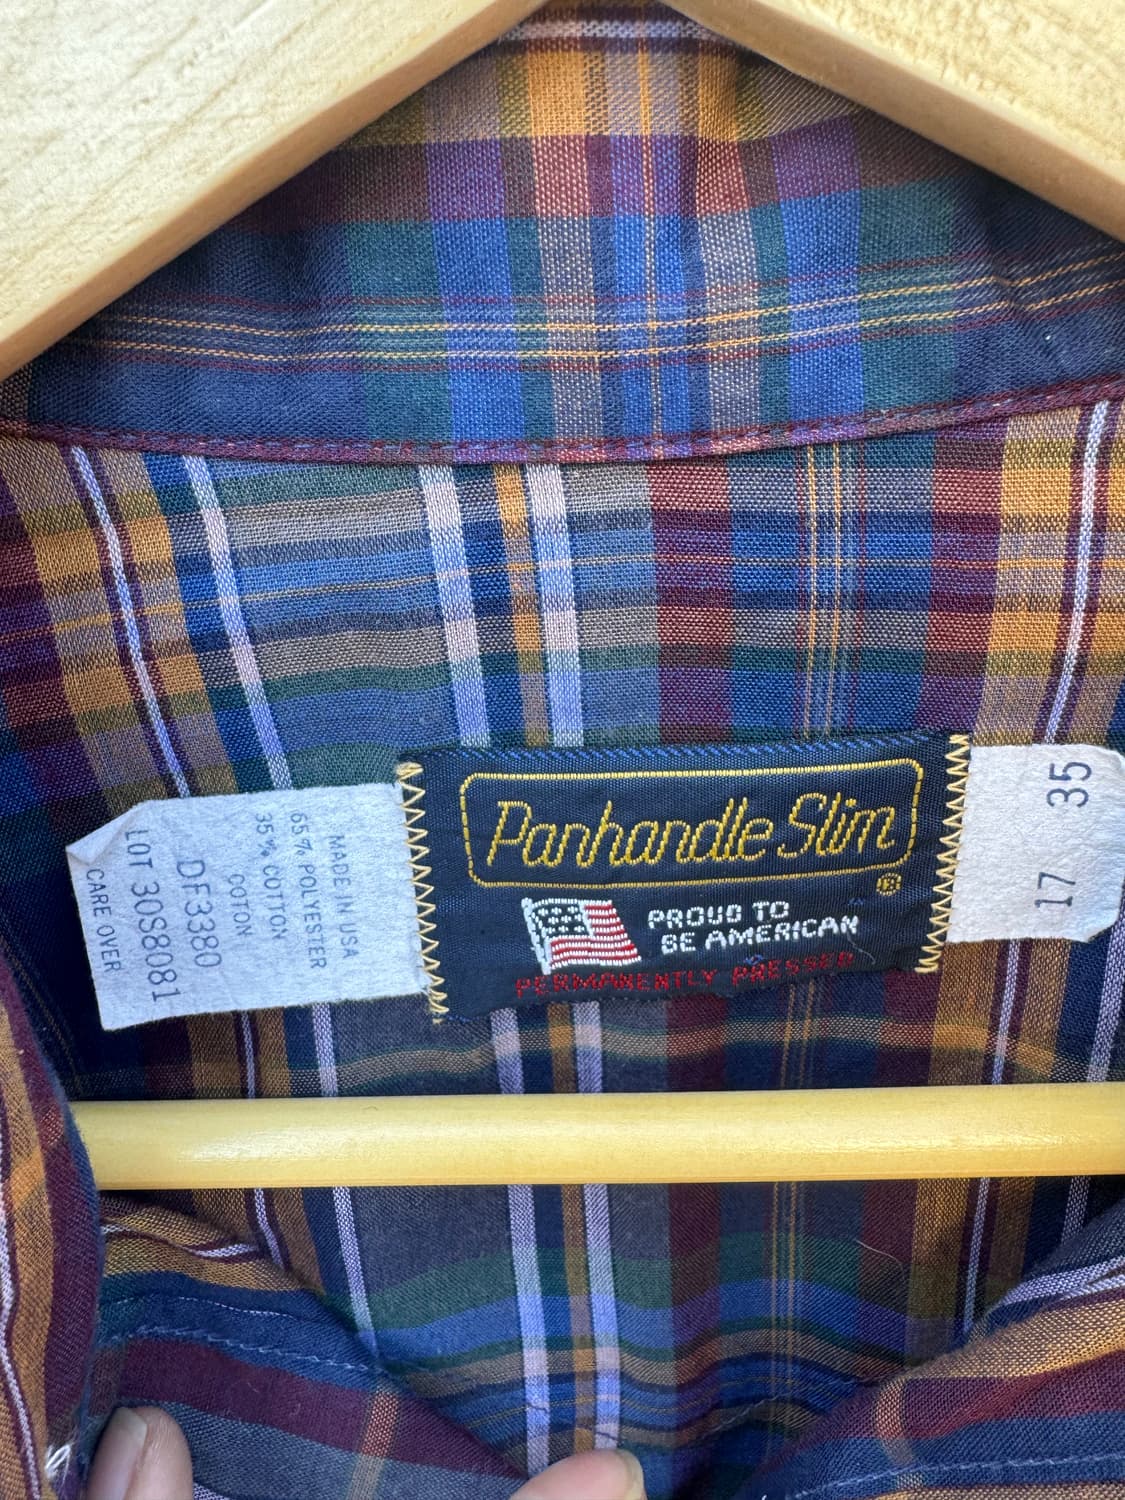 Panhandle Slim
®
PROUD TO
BE AMERICAN
PERMANENTLY PRESSED
MADE IN USA
65% POLYESTER
35% COTTON
COTON
DF3380
LOT 30S8081
CARE OVER
17 35